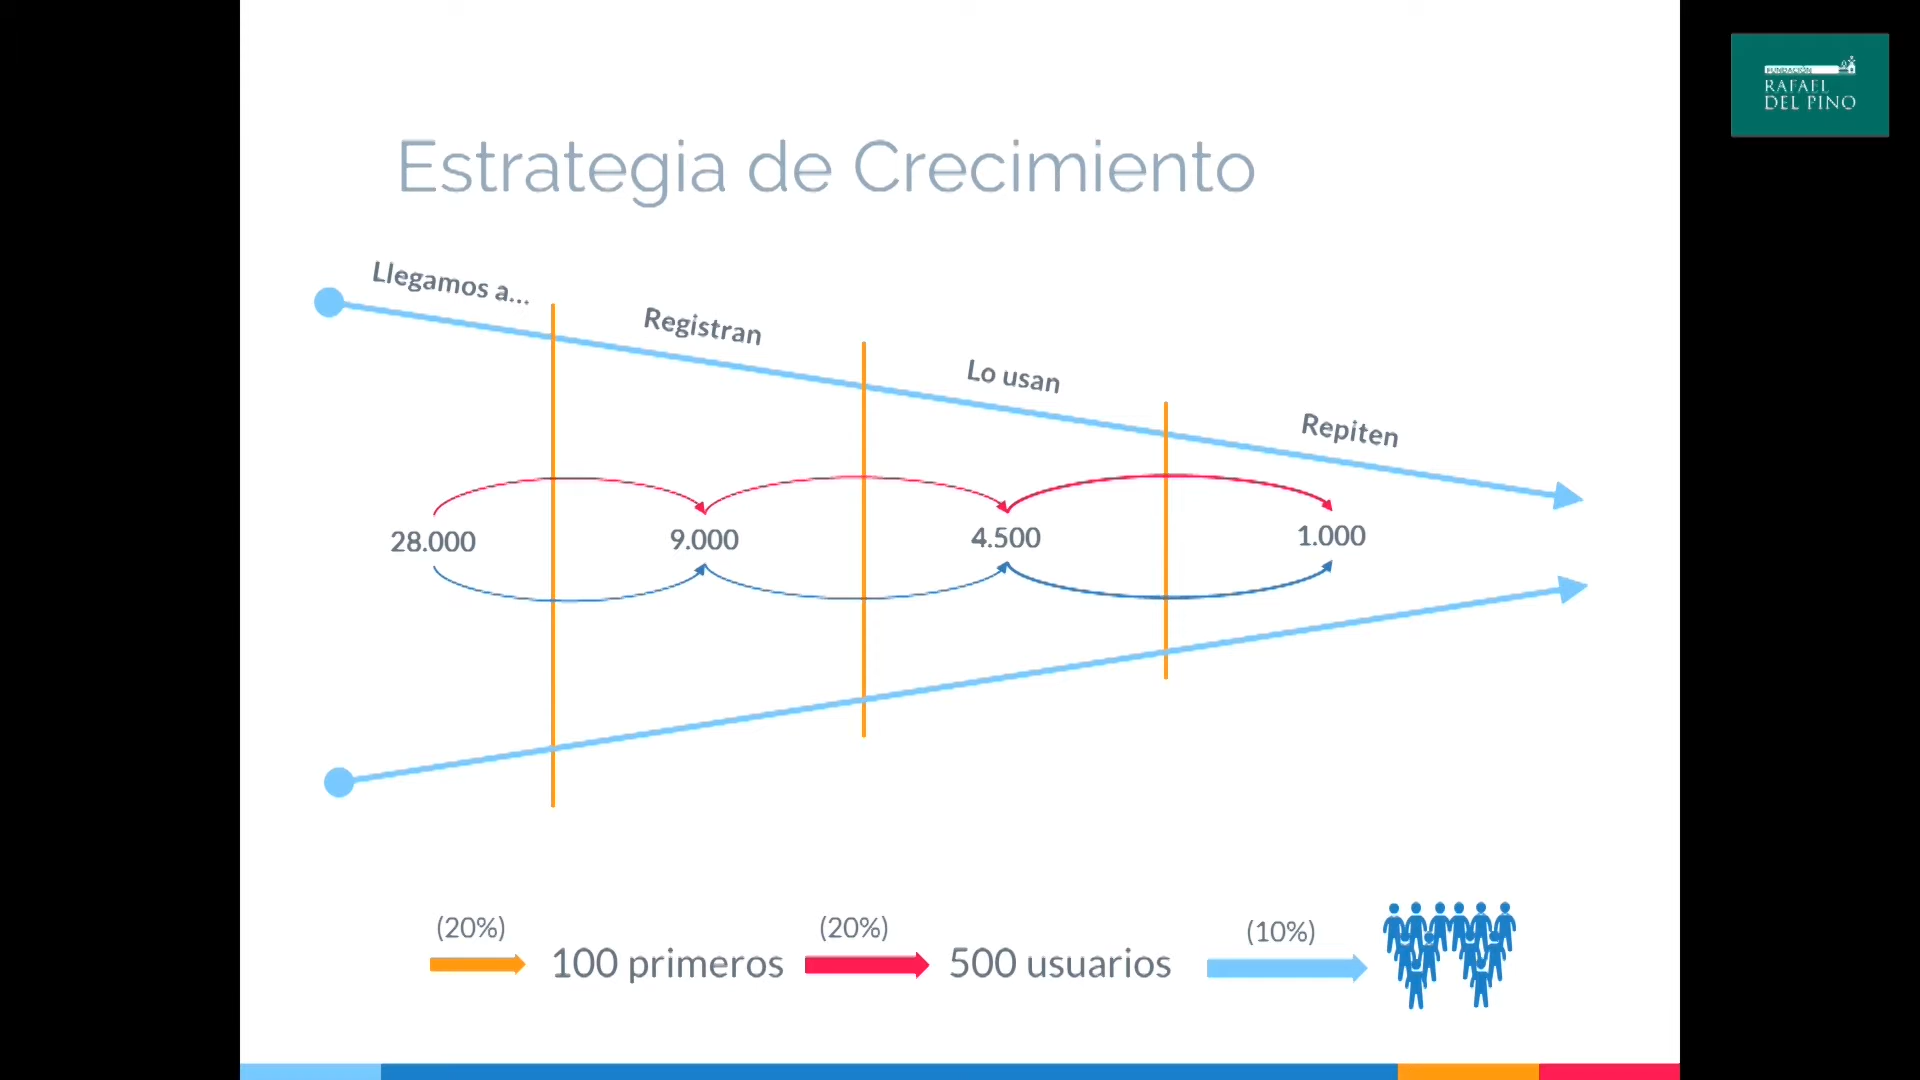 FUNDACIÓN
RAFAEL
DEL PINO
Estrategia de Crecimiento
Llegamos a...
Registran
Lo usan
Repiten
28.000
9.000
4.500
1.000
(20%)
(20%)
(10%)
100 primeros
500 usuarios